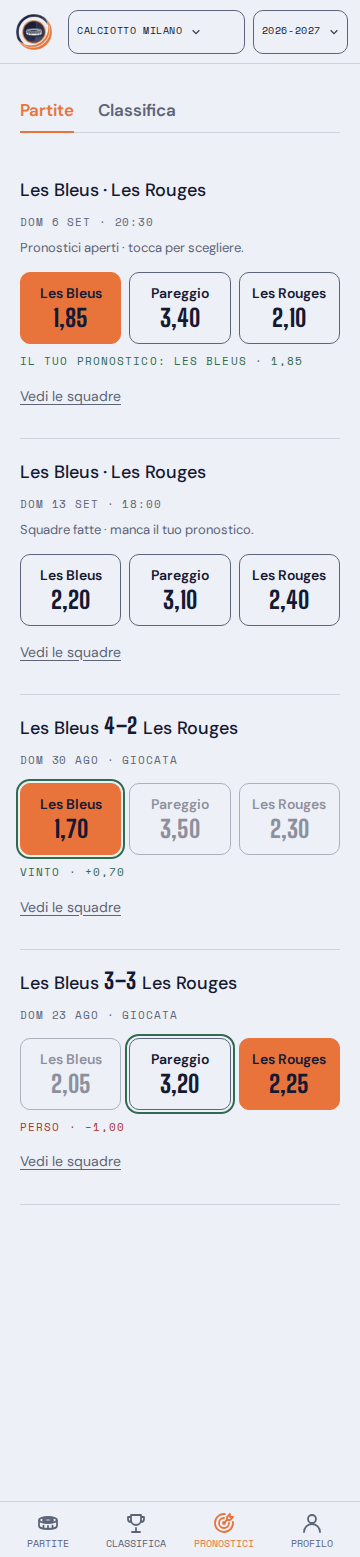 CALCIOTTO MILANO
2026-2027
Partite Classifica
Les Bleus · Les Rouges
DOM 6 SET · 20:30
Pronostici aperti · tocca per scegliere.
Les Bleus Pareggio Les Rouges
1,85 3,40 2,10
IL TUO PRONOSTICO: LES BLEUS · 1,85
Vedi le squadre
Les Bleus · Les Rouges
DOM 13 SET · 18:00
Squadre fatte · manca il tuo pronostico.
Les Bleus Pareggio Les Rouges
2,20 3,10 2,40
Vedi le squadre
Les Bleus 4–2 Les Rouges
DOM 30 AGO · GIOCATA
Les Bleus Pareggio Les Rouges
1,70 3,50 2,30
VINTO · +0,70
Vedi le squadre
Les Bleus 3–3 Les Rouges
DOM 23 AGO · GIOCATA
Les Bleus Pareggio Les Rouges
2,05 3,20 2,25
PERSO · −1,00
Vedi le squadre
PARTITE CLASSIFICA PRONOSTICI PROFILO